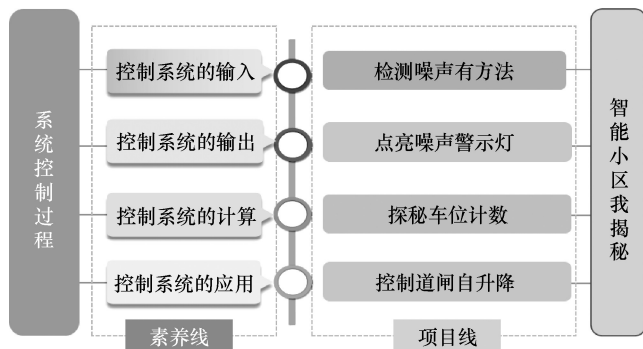 系统控制过程
控制系统的输入
检测噪声有方法
控制系统的输出
点亮噪声警示灯
控制系统的计算
探秘车位计数
控制系统的应用
控制道闸自升降
素养线
项目线
智能小区我揭秘